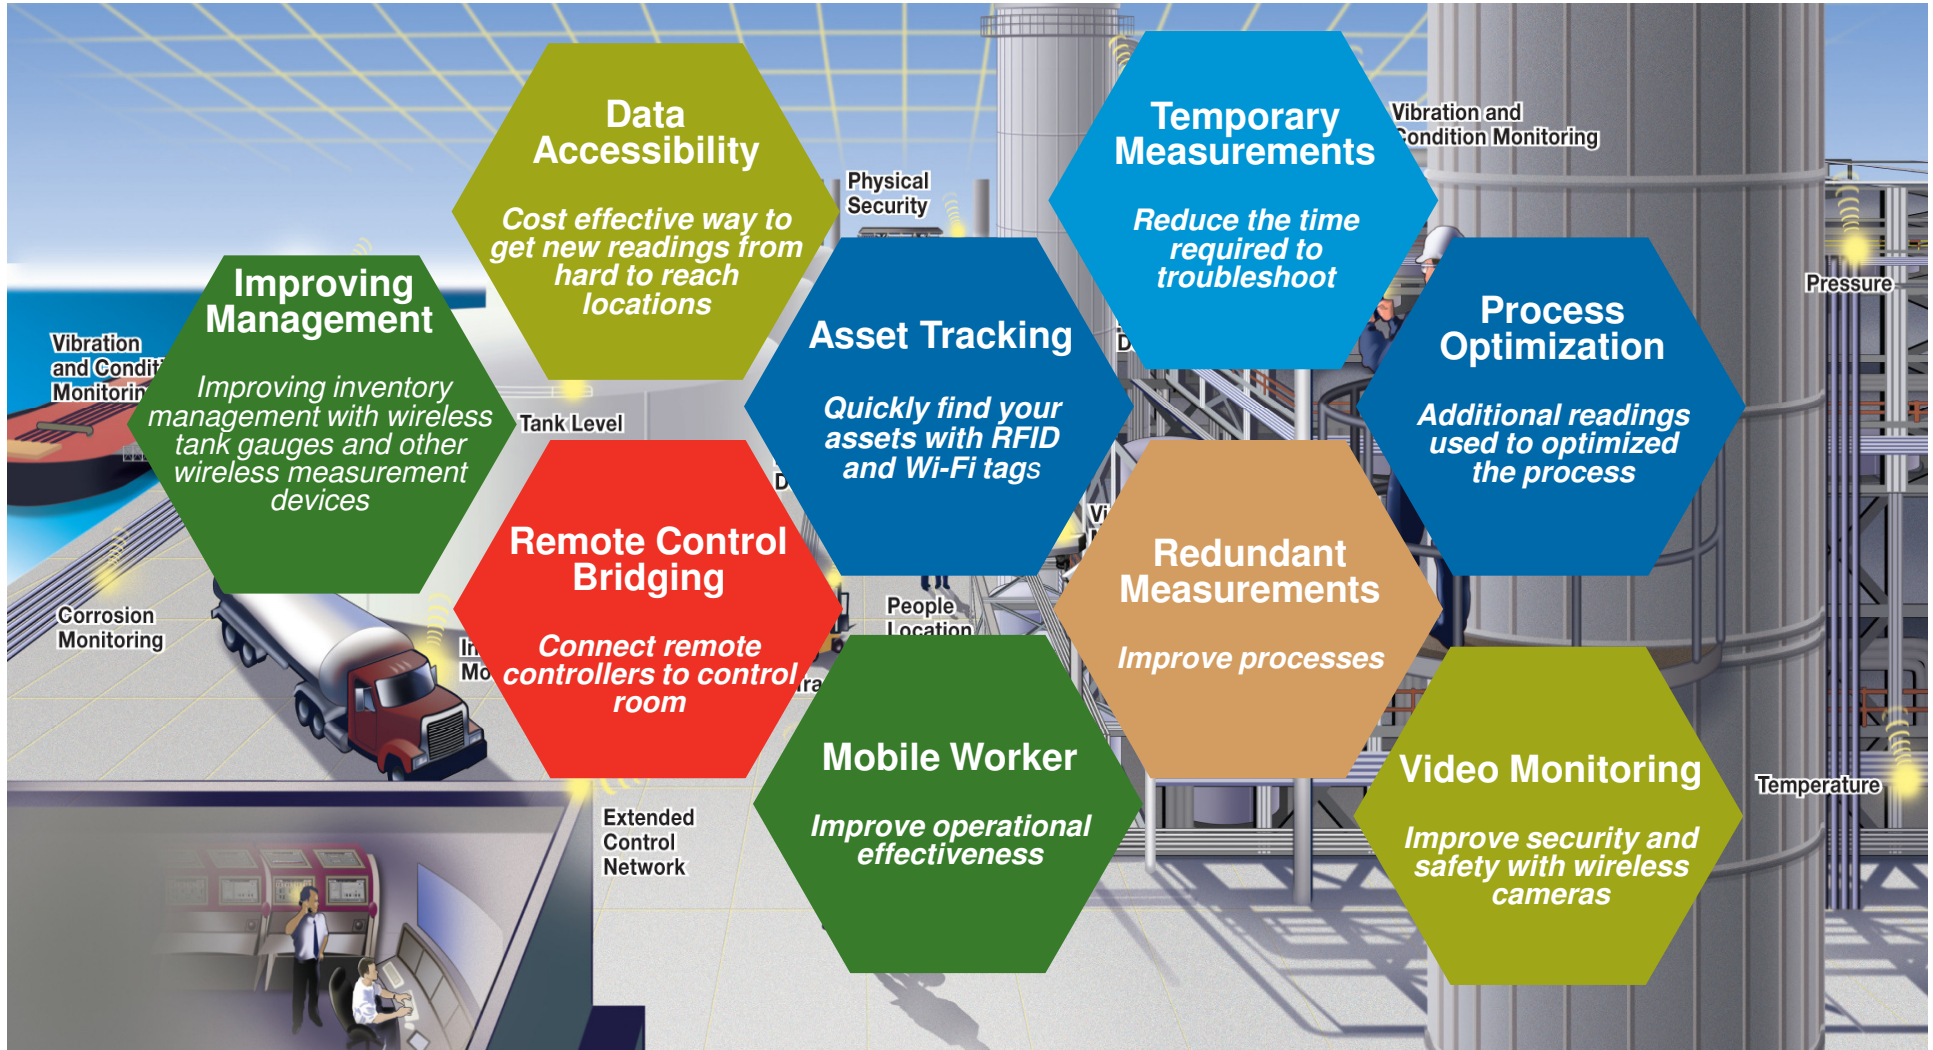 Data
Accessibility
Cost effective way to
get new readings from
hard to reach
locations
Temporary
Measurements
Reduce the time
required to
troubleshoot
Vibration and
Condition Monitoring
Physical
Security
Improving
Management
Improving inventory
management with wireless
tank gauges and other
wireless measurement
devices
Vibration
and
Tank Level
Asset Tracking
Quickly find your
assets with RFID
and Wi-Fi tags
Process
Optimization
Additional readings
used to optimized
the process
Pressure
Remote Control
Bridging
Connect remote
controllers to control
room
Redundant
Measurements
Improve processes
Corrosion
Monitoring
People
Location
Mobile Worker
Improve operational
effectiveness
Video Monitoring
Improve security and
safety with wireless
cameras
Temperature
Extended
Control
Network